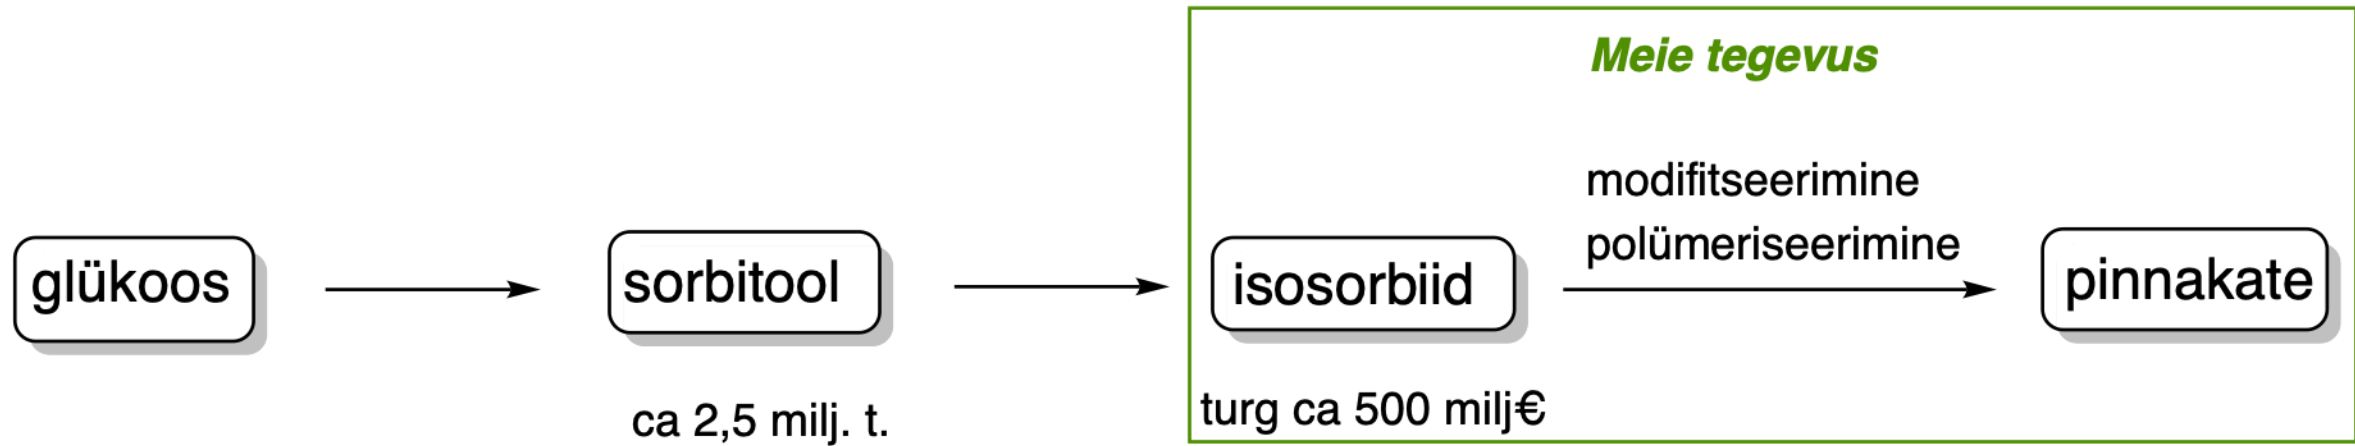 Meie tegevus
modifitseerimine
polümeriseerimine
glükoos
sorbitool
isosorbiid
pinnakate
ca 2,5 milj. t.
turg ca 500 milj€